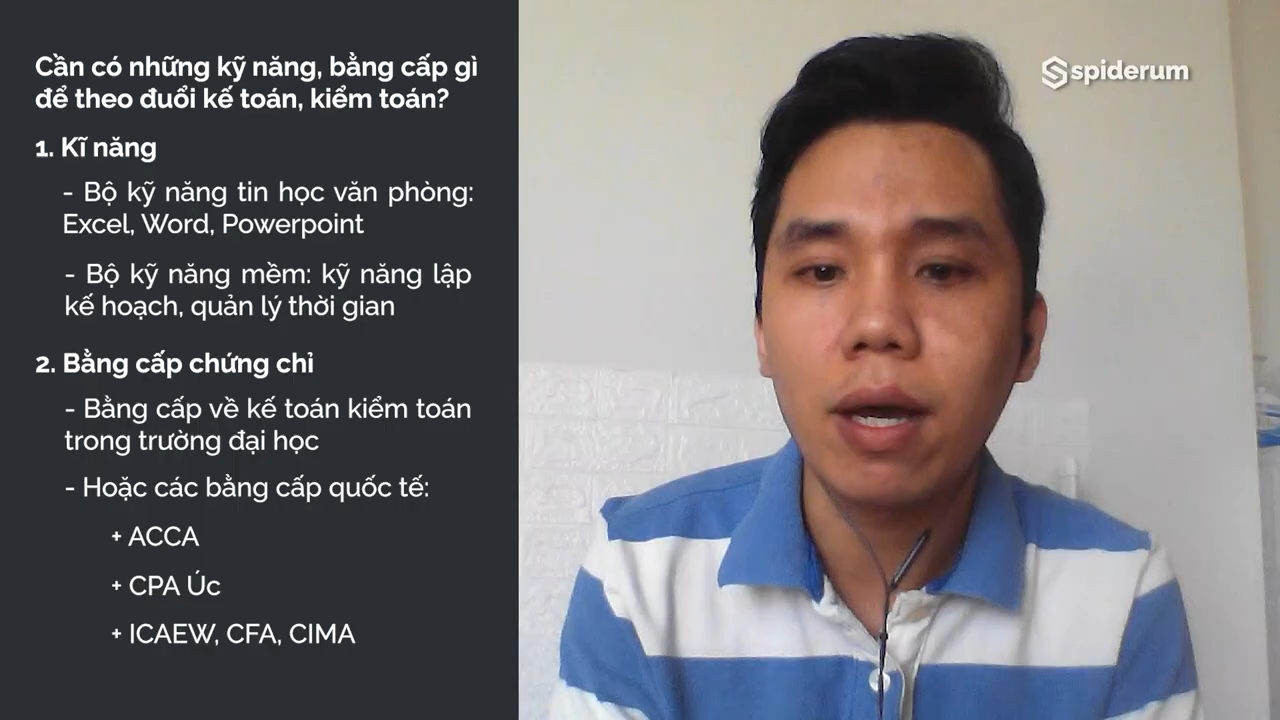 Cần có những kỹ năng, bằng cấp gì
để theo đuổi kế toán, kiểm toán?
1. Kĩ năng
- Bộ kỹ năng tin học văn phòng:
Excel, Word, Powerpoint
- Bộ kỹ năng mềm: kỹ năng lập
kế hoạch, quản lý thời gian
2. Bằng cấp chứng chỉ
- Bằng cấp về kế toán kiểm toán
trong trường đại học
- Hoặc các bằng cấp quốc tế:
+ ACCA
+ CPA Úc
+ ICAEW, CFA, CIMA
spiderum